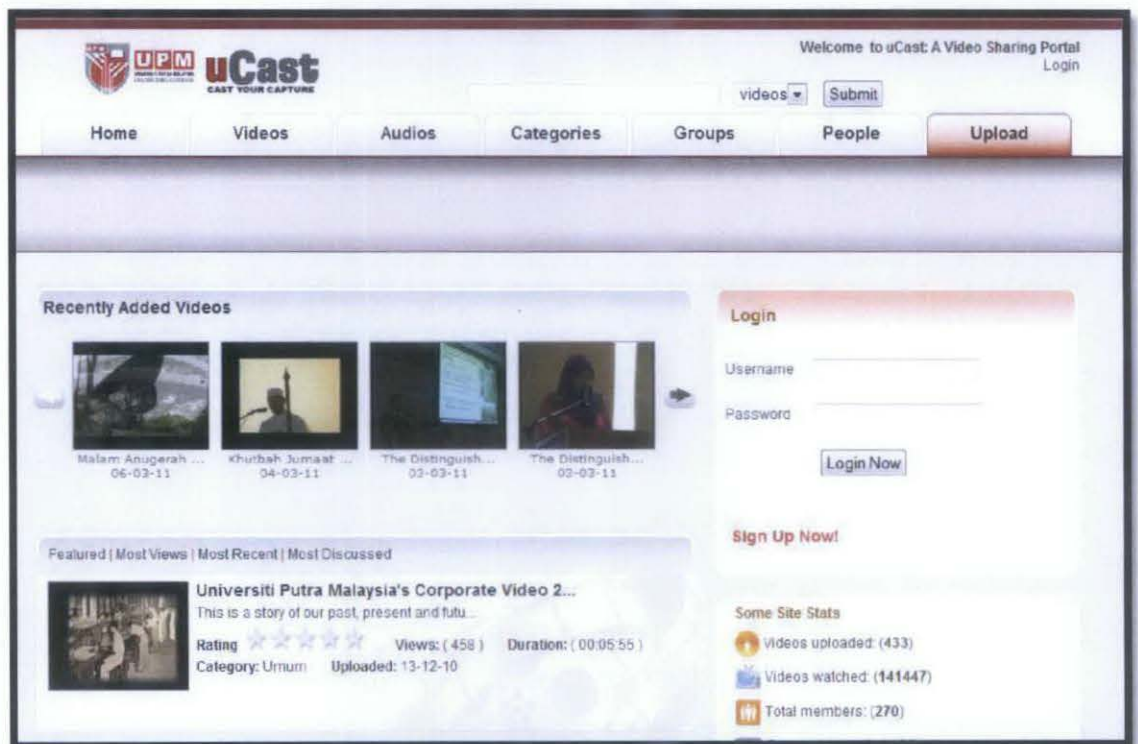 UPM
uCast
CAST YOUR CAPTURE
Welcome to uCast: A Video Sharing Portal
Login
videos
Submit
Home
Videos
Audios
Categories
Groups
People
Upload
Recently Added Videos
Malam Anugerah ...
06-03-11
Khutbah Jumaat ...
04-03-11
The Distinguish...
02-03-11
The Distinguish...
02-03-11
Login
Username
Password
Login Now
Sign Up Now!
Featured | Most Views | Most Recent | Most Discussed
Universiti Putra Malaysia's Corporate Video 2...
This is a story of our past, present and futu...
Rating Views: ( 458 ) Duration: ( 00:05:55 )
Category: Umum Uploaded: 13-12-10
Some Site Stats
Videos uploaded: (433)
Videos watched: (141447)
Total members: (270)